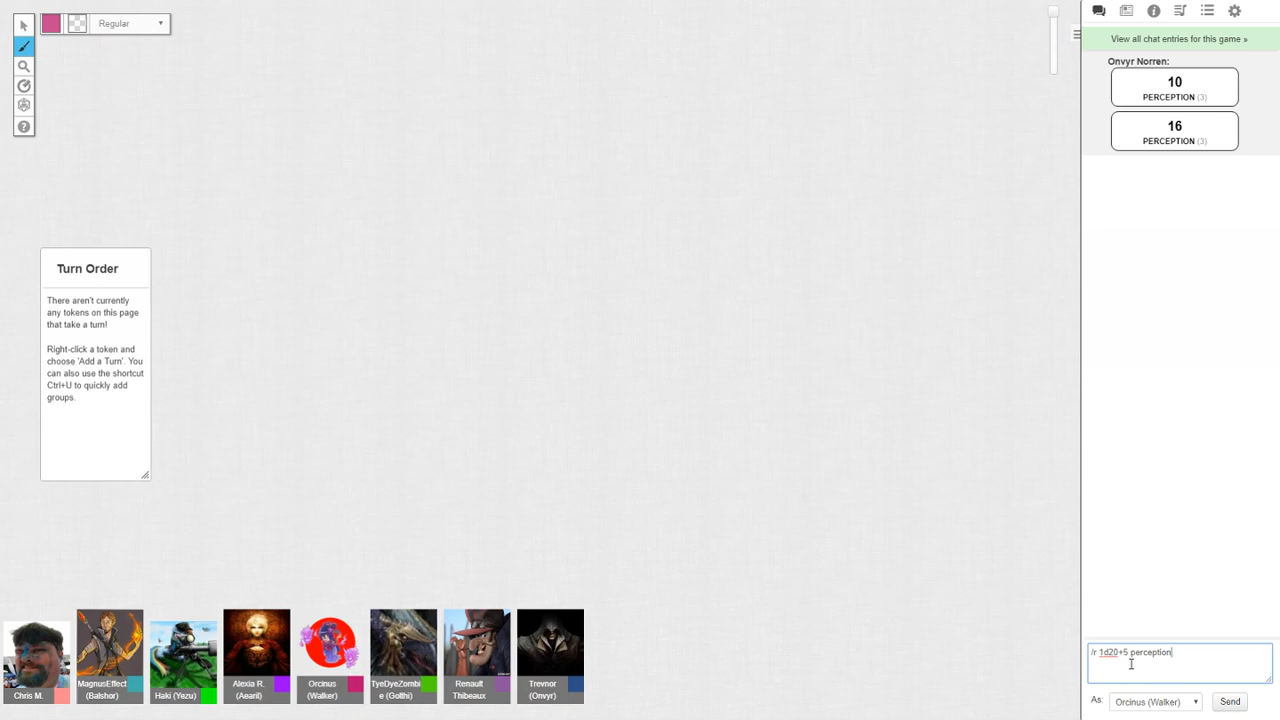 Regular
View all chat entries for this game »
Onvyr Norren:
10
PERCEPTION (3)
16
PERCEPTION (3)
Turn Order
There aren't currently
any tokens on this page
that take a turn!
Right-click a token and
choose 'Add a Turn'. You
can also use the shortcut
Ctrl+U to quickly add
groups.
/r 1d20+5 perception
As:
Orcinus (Walker)
Send
Chris M.
MagnusEffect
(Balshor)
Haki (Yezu)
Alexia R.
(Aearil)
Orcinus
(Walker)
TyeDyeZombi
e (Golthi)
Renault
Thibeaux
Trevnor
(Onvyr)